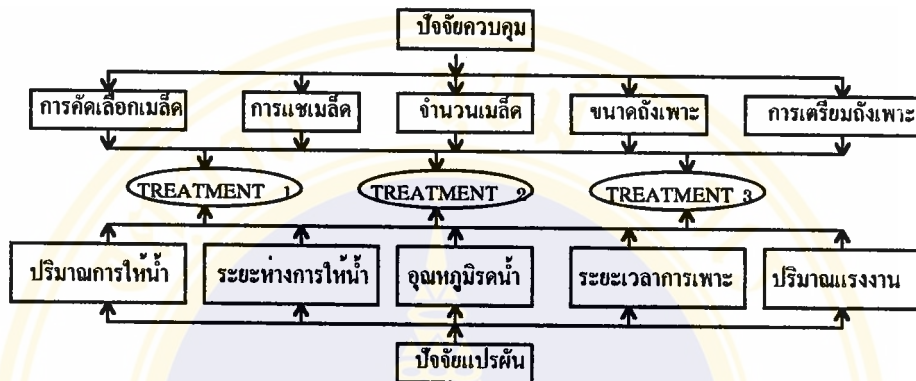 ปัจจัยควบคุม
การคัดเลือกเมล็ด การแช่เมล็ด จำนวนเมล็ด ขนาดถังเพาะ การเตรียมถังเพาะ
TREATMENT 1 TREATMENT 2 TREATMENT 3
ปริมาณการให้น้ำ ระยะห่างการให้น้ำ อุณหภูมิรดน้ำ ระยะเวลาการเพาะ ปริมาณแรงงาน
ปัจจัยแปรผัน